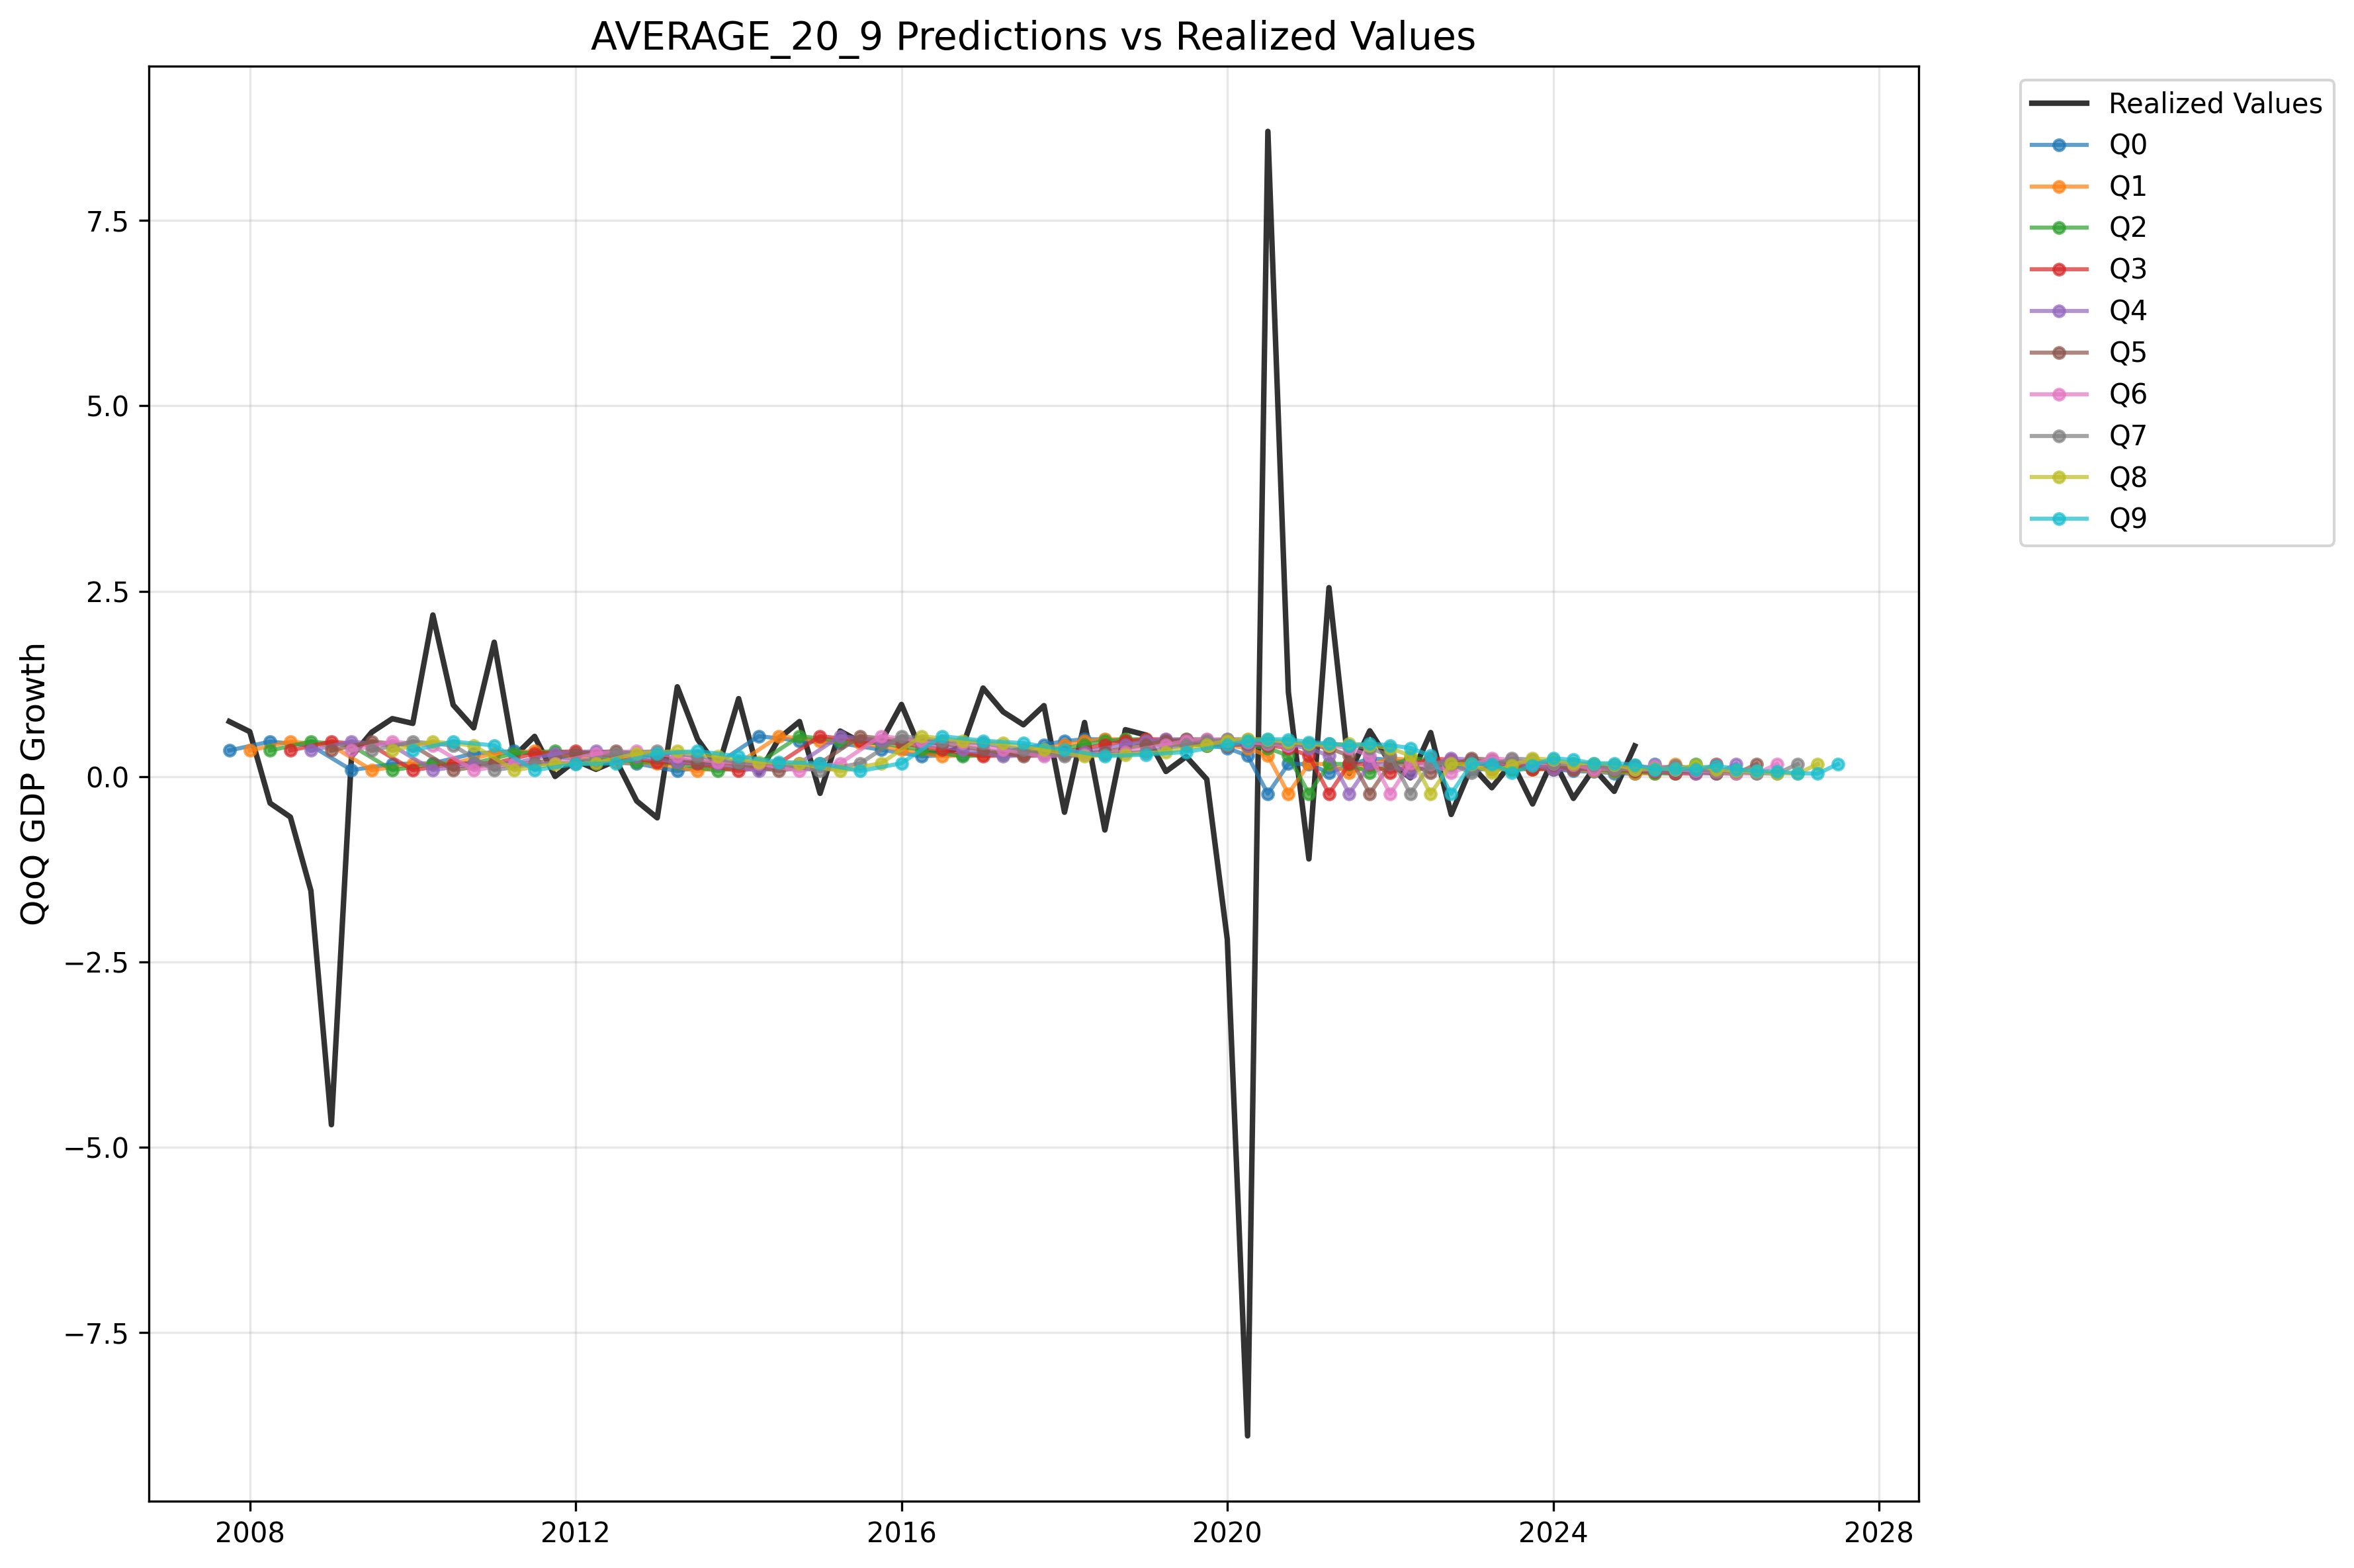 AVERAGE_20_9 Predictions vs Realized Values
QoQ GDP Growth
7.5
5.0
2.5
0.0
−2.5
−5.0
−7.5
2008
2012
2016
2020
2024
2028
Realized Values
Q0
Q1
Q2
Q3
Q4
Q5
Q6
Q7
Q8
Q9